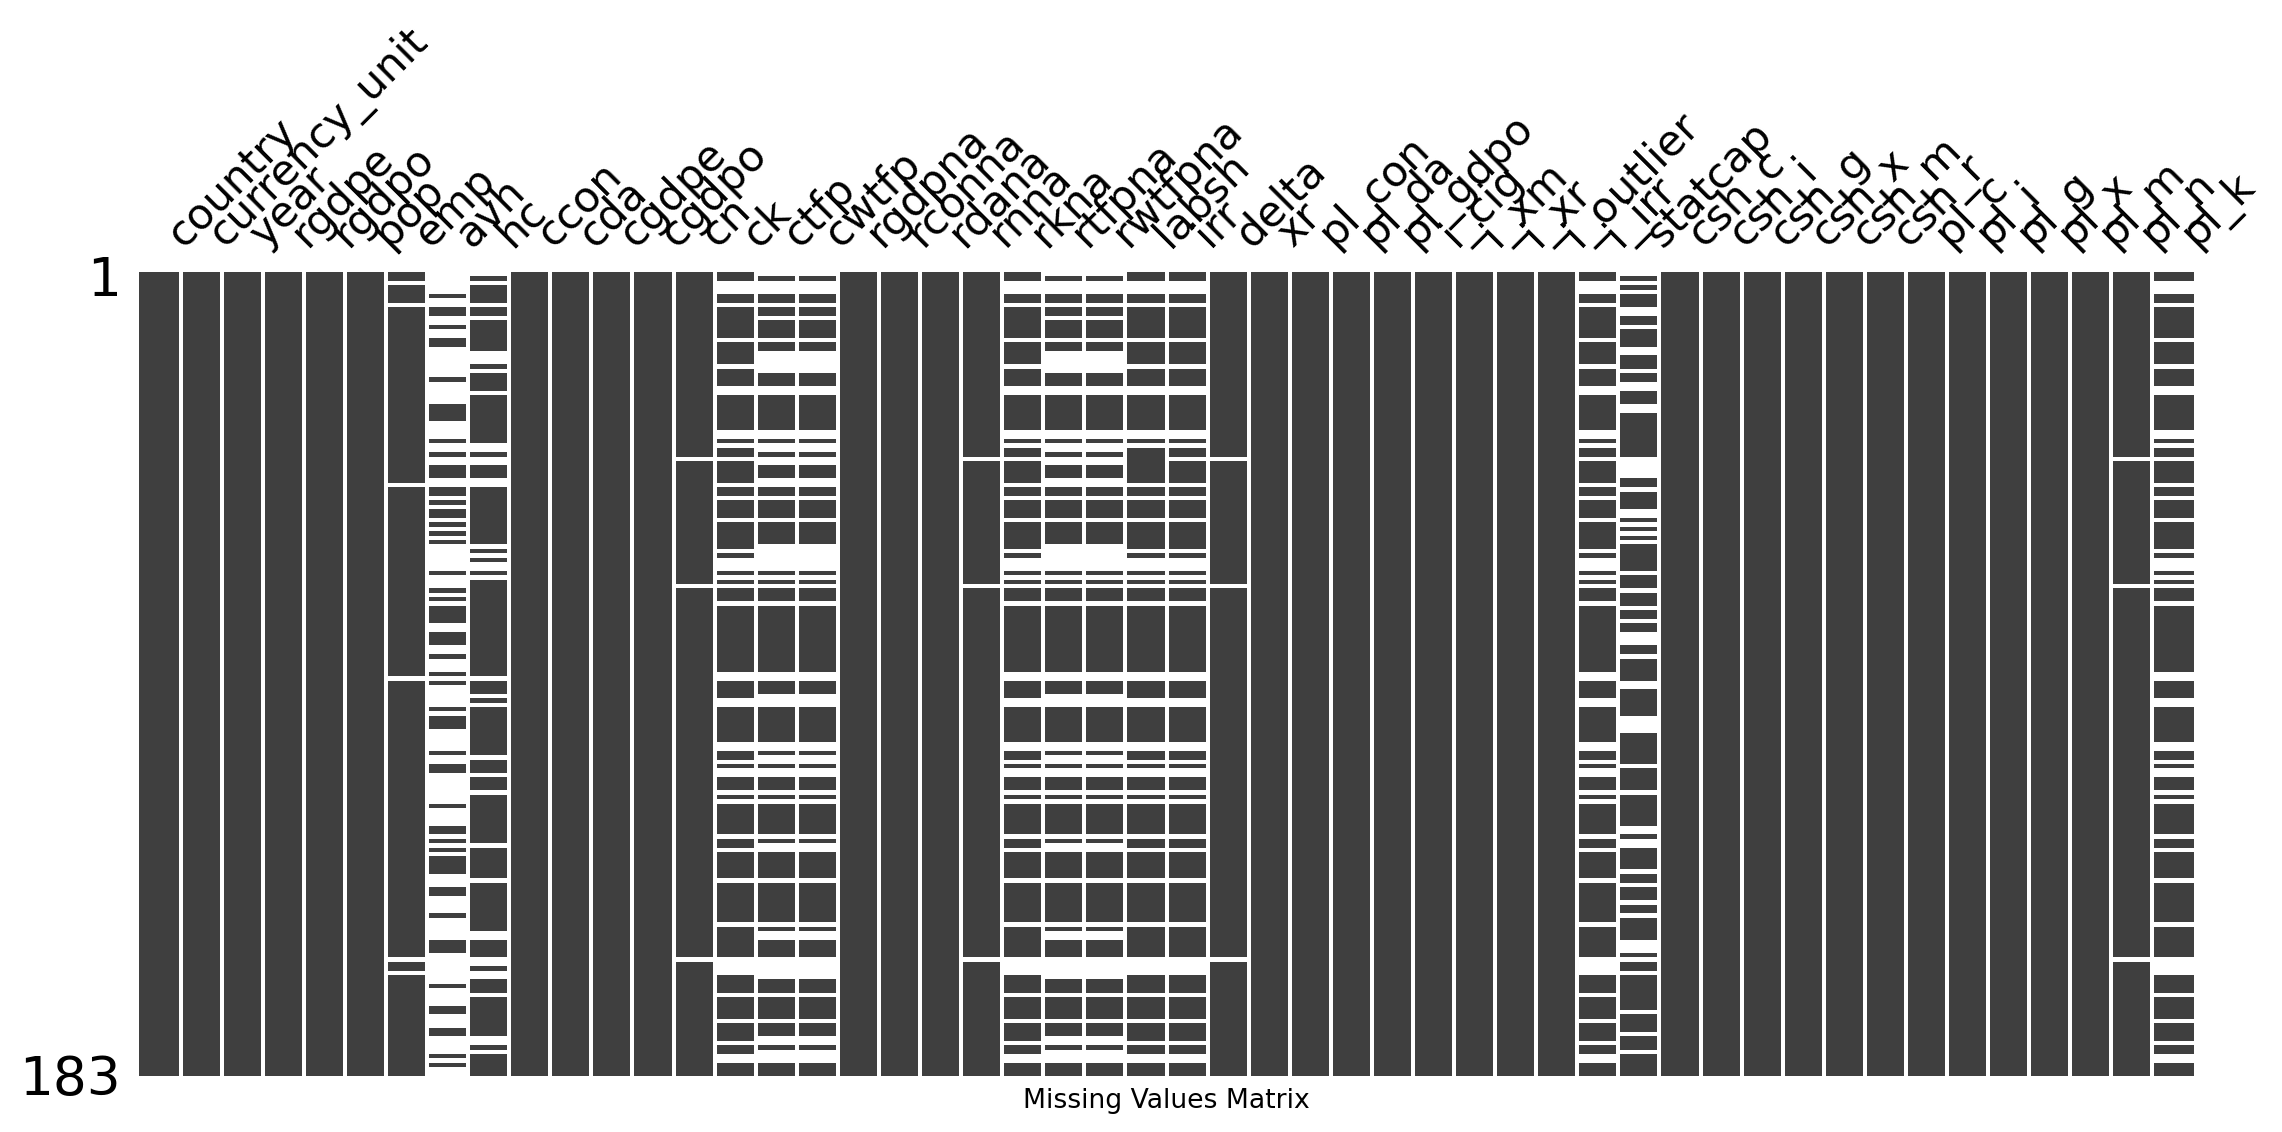 country
currency_unit
year
rgdpe
rgdpo
pop
emp
avh
hc
ccon
cda
cgdpe
cgdpo
cn
ck
ctfp
cwtfp
rgdpna
rconna
rdana
rnna
rkna
rtfpna
rwtfpna
labsh
irr
delta
xr
pl_con
pl_da
pl_gdpo
i_cig
i_xm
i_xr
i_outlier
i_irr
statcap
csh_c
csh_i
csh_g
csh_x
csh_m
csh_r
pl_c
pl_i
pl_g
pl_x
pl_m
pl_n
pl_k
1
183
Missing Values Matrix